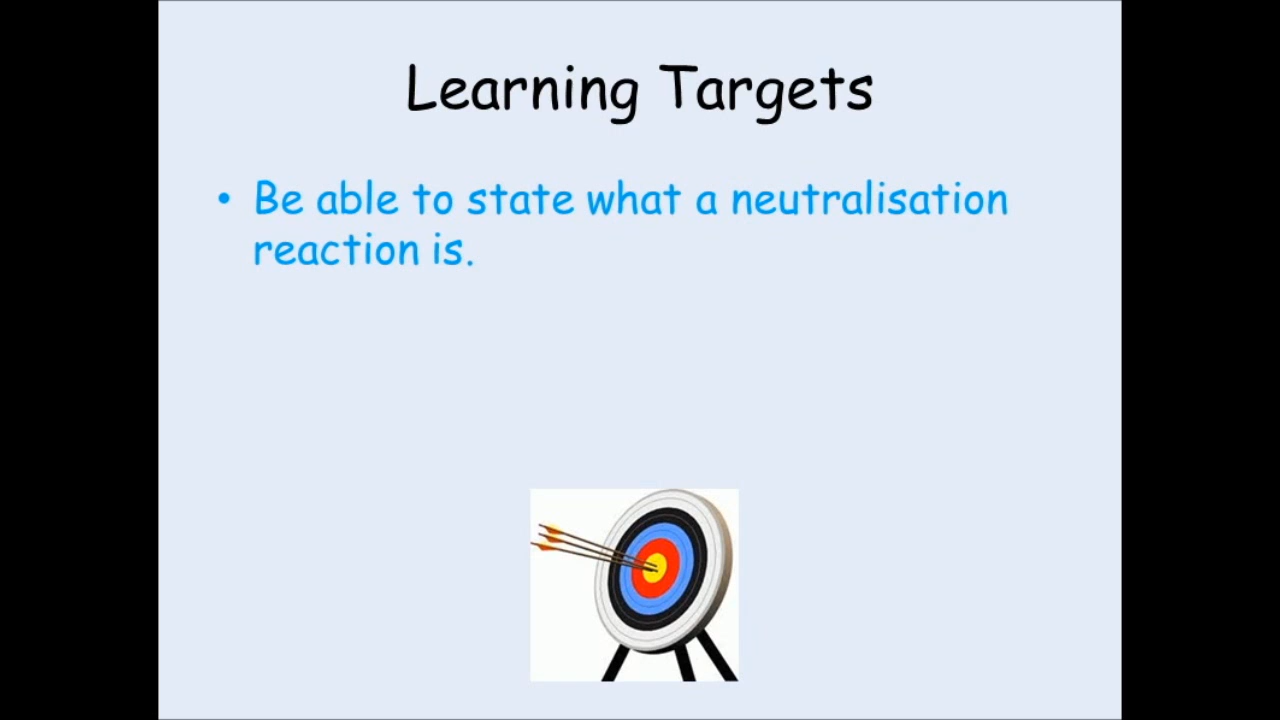 Learning Targets
• Be able to state what a neutralisation
reaction is.